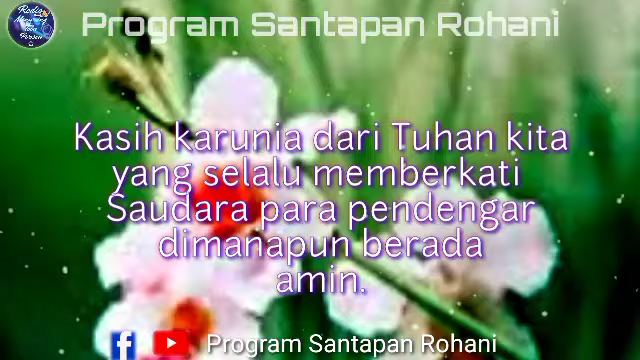 Program Santapan Rohani
Kasih karunia dari Tuhan kita
yang selalu memberkati
Saudara para pendengar
dimanapun berada
amin.
Program Santapan Rohani